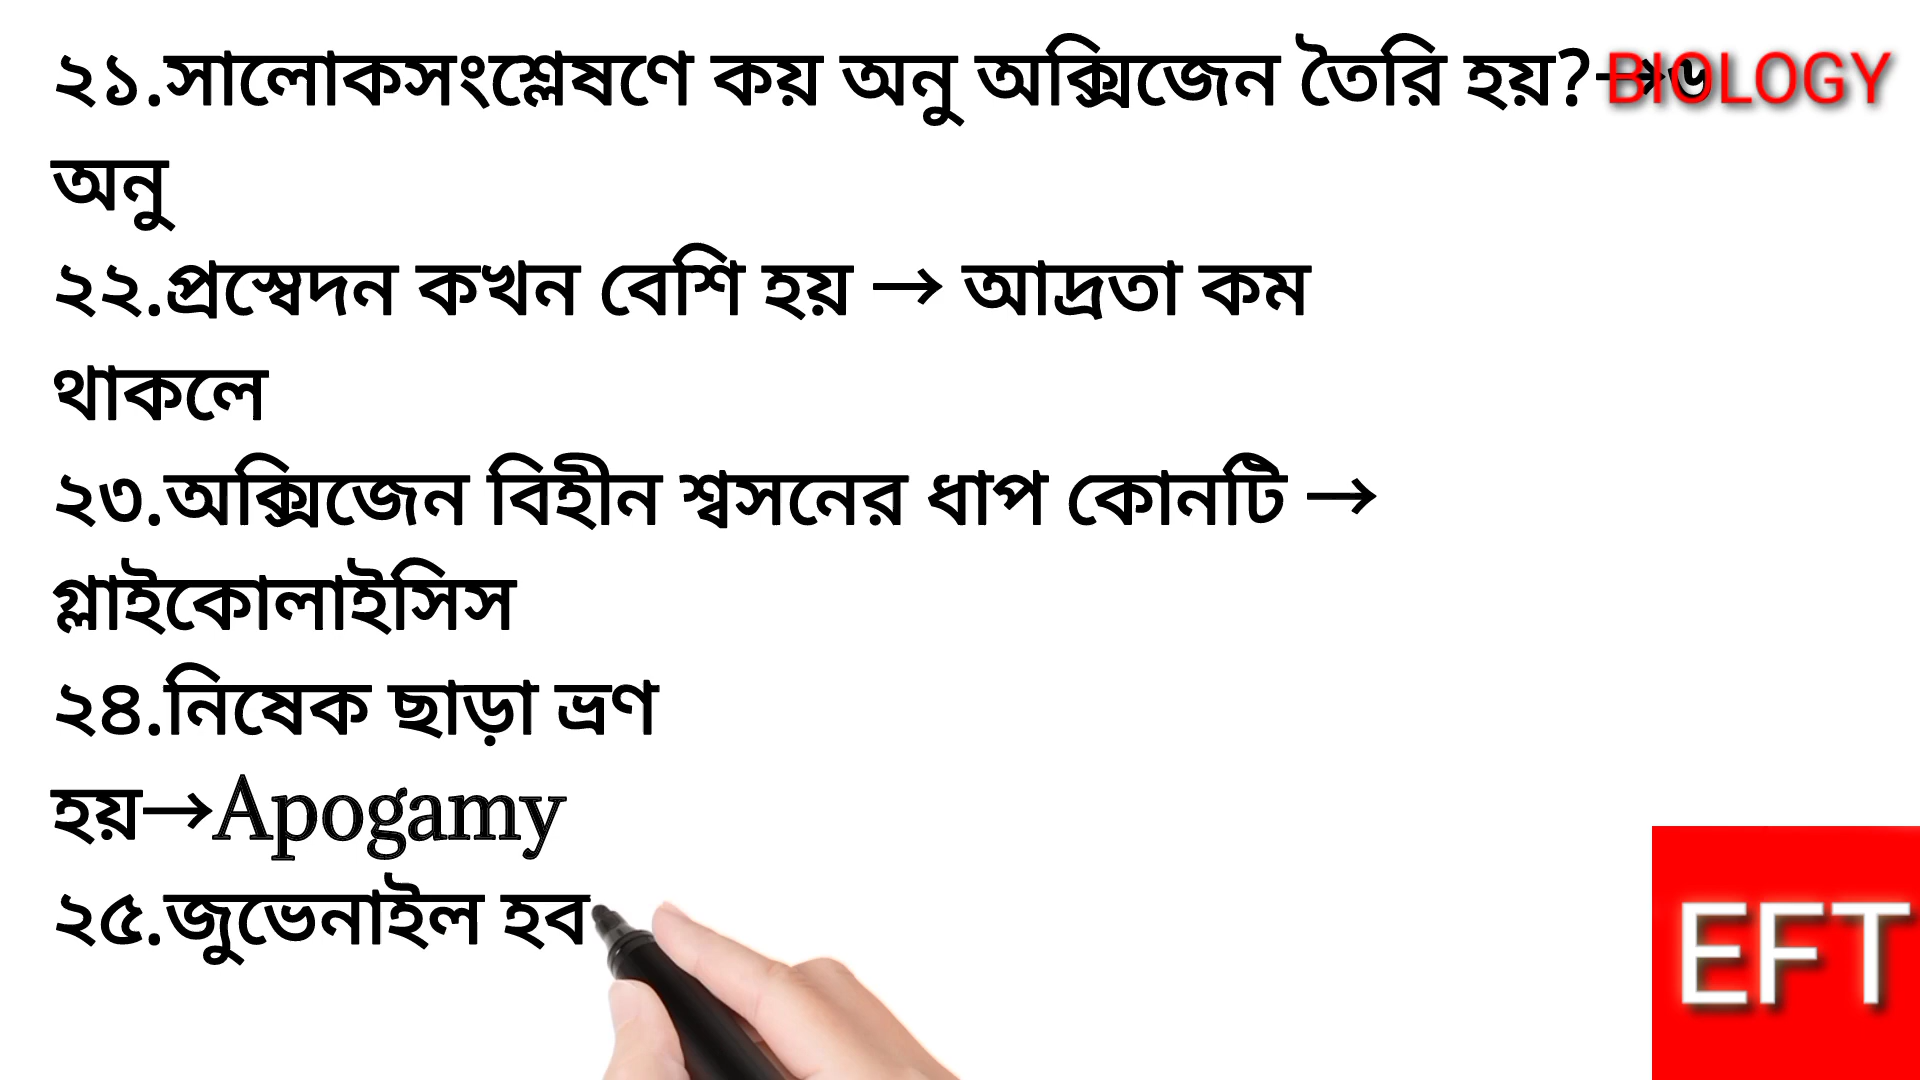 ২১.সালোকসংশ্লেষণে কয় অনু অক্সিজেন তৈরি হয়?→৬
BIOLOGY
অনু
২২.প্রস্বেদন কখন বেশি হয় → আদ্রতা কম
থাকলে
২৩.অক্সিজেন বিহীন শ্বসনের ধাপ কোনটি →
গ্লাইকোলাইসিস
২৪.নিষেক ছাড়া ভ্রণ
হয়→Apogamy
২৫.জুভেনাইল হব
EFT